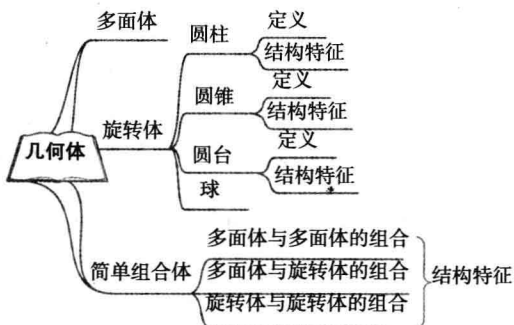 多面体
定义
圆柱
结构特征
定义
圆锥
结构特征
旋转体
定义
几何体
圆台
结构特征
球
多面体与多面体的组合
简单组合体
多面体与旋转体的组合
结构特征
旋转体与旋转体的组合